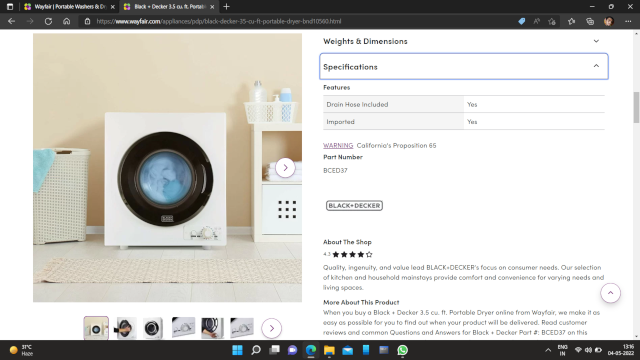 Wayfair | Portable Washers & D
Black + Decker 3.5 cu. ft. Portab
https://www.wayfair.com/appliances/pdp/black-decker-35-cu-ft-portable-dryer-bnd10560.html
Weights & Dimensions
Specifications
Features
Drain Hose Included Yes
Imported Yes
WARNING California's Proposition 65
Part Number
BCED37
BLACK+DECKER
About The Shop
4.3
Quality, ingenuity, and value lead BLACK+DECKER's focus on consumer needs. Our selection
of kitchen and household mainstays provide comfort and convenience for varying needs and
living spaces.
More About This Product
When you buy a Black + Decker 3.5 cu. ft. Portable Dryer online from Wayfair, we make it as
easy as possible for you to find out when your product will be delivered. Read customer
reviews and common Questions and Answers for Black + Decker Part #: BCED37 on this
31°C
Haze
ENG
IN
13:16
04-05-2022